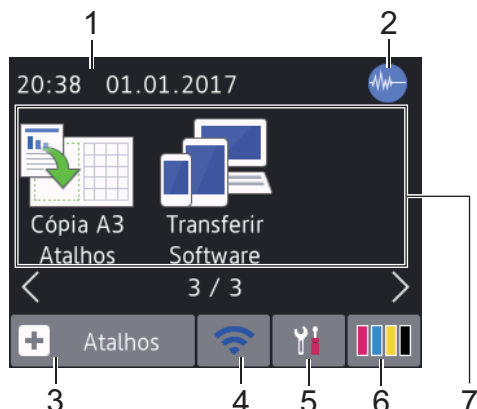 1 2
20:38 01.01.2017
Cópia A3 Transferir
Atalhos Software
3 / 3
Atalhos
3 4 5 6 7